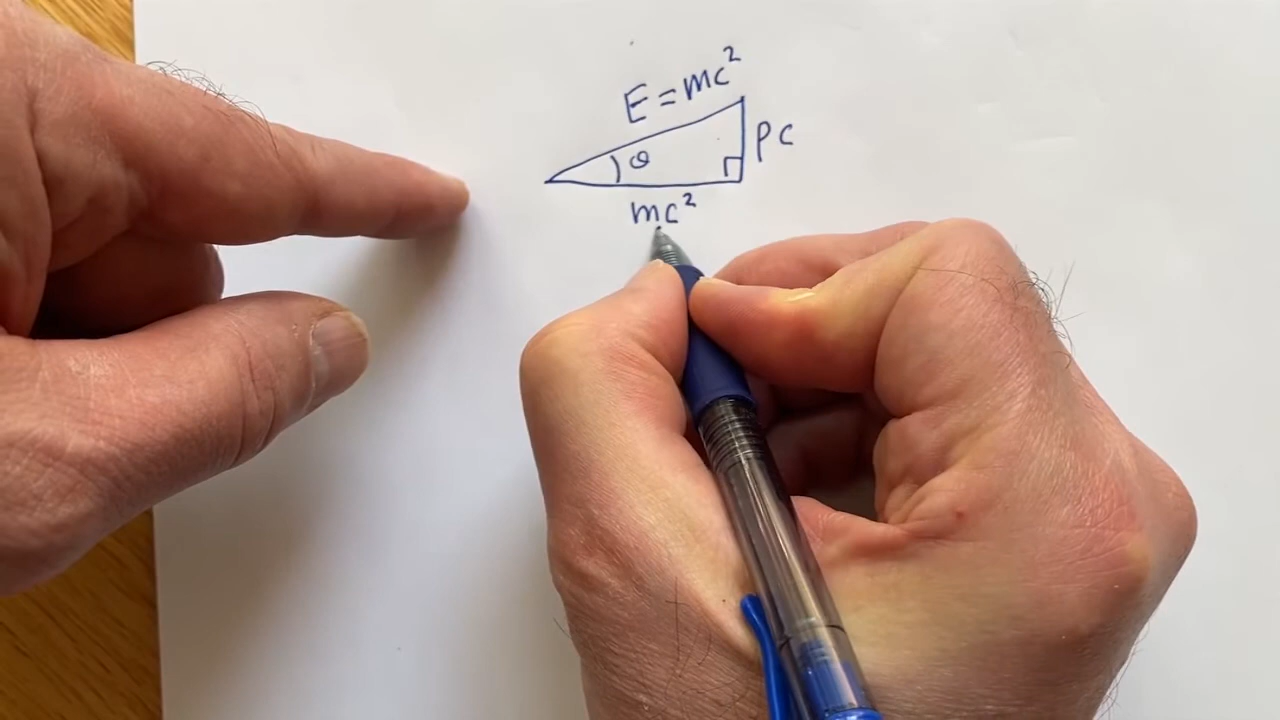 E = mc²
PC
θ
mc²